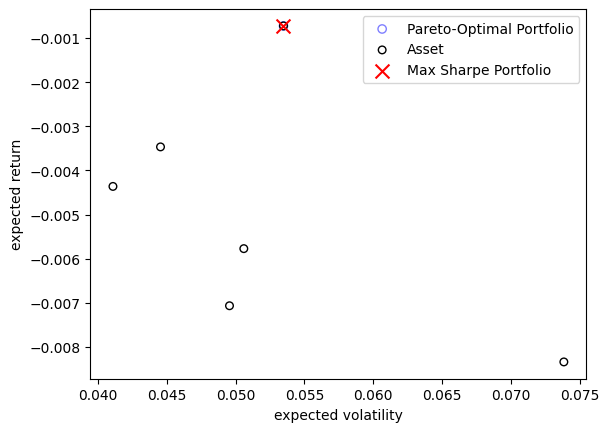 −0.001
−0.002
−0.003
−0.004
−0.005
−0.006
−0.007
−0.008
expected return
Pareto-Optimal Portfolio
Asset
Max Sharpe Portfolio
0.040 0.045 0.050 0.055 0.060 0.065 0.070 0.075
expected volatility